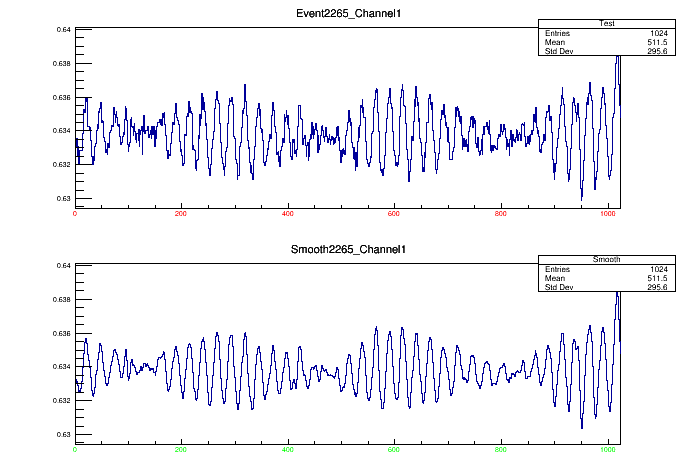 Event2265_Channel1
Test
Entries 1024
Mean 511.5
Std Dev 295.6
0.64
0.638
0.636
0.634
0.632
0.63
0 200 400 600 800 1000
Smooth2265_Channel1
Smooth
Entries 1024
Mean 511.5
Std Dev 295.6
0.64
0.638
0.636
0.634
0.632
0.63
0 200 400 600 800 1000